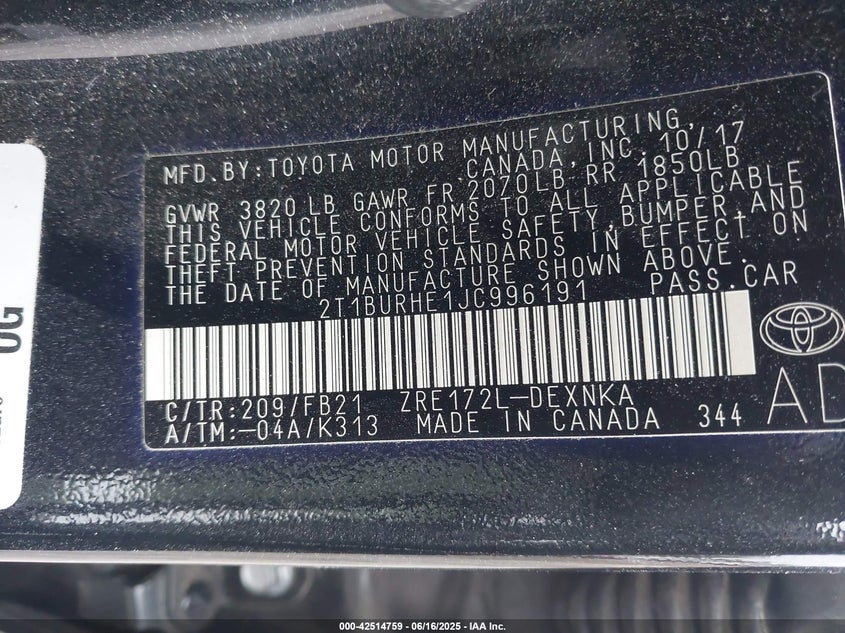 MFD.BY:TOYOTA MOTOR MANUFACTURING,
CANADA,INC. 10/17
GVWR 3820 LB GAWR FR 2070LB RR 1850LB
THIS VEHICLE CONFORMS TO ALL APPLICABLE
FEDERAL MOTOR VEHICLE SAFETY,BUMPER,AND
THEFT PREVENTION STANDARDS IN EFFECT ON
THE DATE OF MANUFACTURE SHOWN ABOVE.
2T1BURHE1JC996191 PASS.CAR
C/TR:209/FB21 ZRE172L-DEXNKA
A/TM:-04A/K313 MADE IN CANADA 344
AD
OG
000-42514759 - 06/16/2025 - IAA Inc.